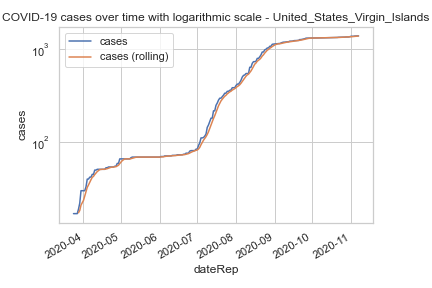 COVID-19 cases over time with logarithmic scale - United_States_Virgin_Islands
cases
cases (rolling)
10³
10²
cases
2020-04 2020-05 2020-06 2020-07 2020-08 2020-09 2020-10 2020-11
dateRep